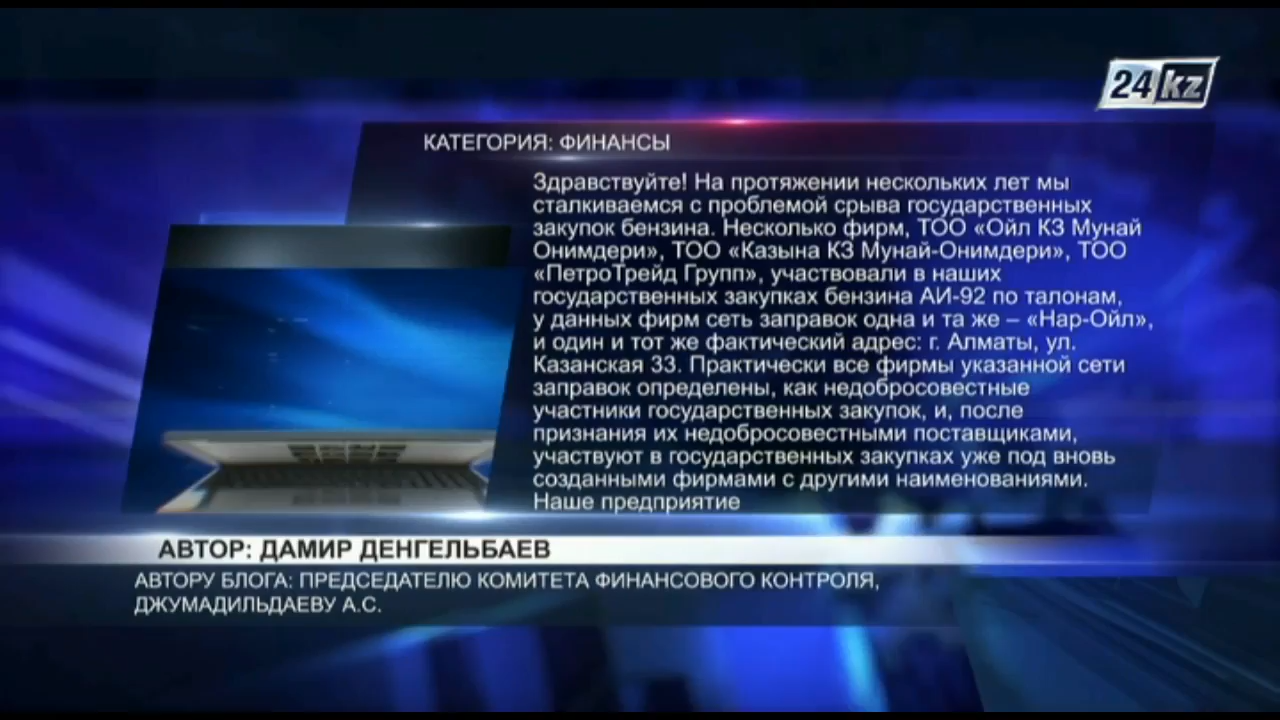 24kz
КАТЕГОРИЯ: ФИНАНСЫ
Здравствуйте! На протяжении нескольких лет мы
сталкиваемся с проблемой срыва государственных
закупок бензина. Несколько фирм, ТОО «Ойл КЗ Мунай
Онимдери», ТОО «Казына КЗ Мунай-Онимдери», ТОО
«ПетроТрейд Групп», участвовали в наших
государственных закупках бензина АИ-92 по талонам,
у данных фирм сеть заправок одна и та же – «Нар-Ойл»,
и один и тот же фактический адрес: г. Алматы, ул.
Казанская 33. Практически все фирмы указанной сети
заправок определены, как недобросовестные
участники государственных закупок, и, после
признания их недобросовестными поставщиками,
участвуют в государственных закупках уже под вновь
созданными фирмами с другими наименованиями.
Наше предприятие
АВТОР: ДАМИР ДЕНГЕЛЬБАЕВ
АВТОРУ БЛОГА: ПРЕДСЕДАТЕЛЮ КОМИТЕТА ФИНАНСОВОГО КОНТРОЛЯ,
ДЖУМАДИЛЬДАЕВУ А.С.